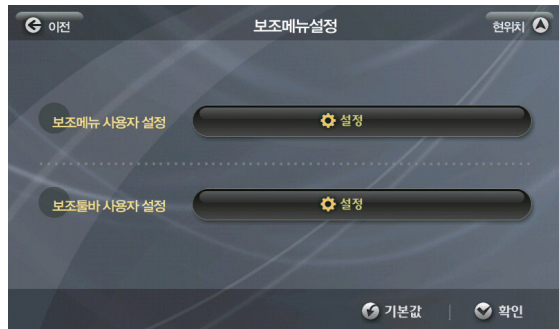 이전
보조메뉴설정
현위치
보조메뉴 사용자 설정
설정
보조툴바 사용자 설정
설정
기본값
확인